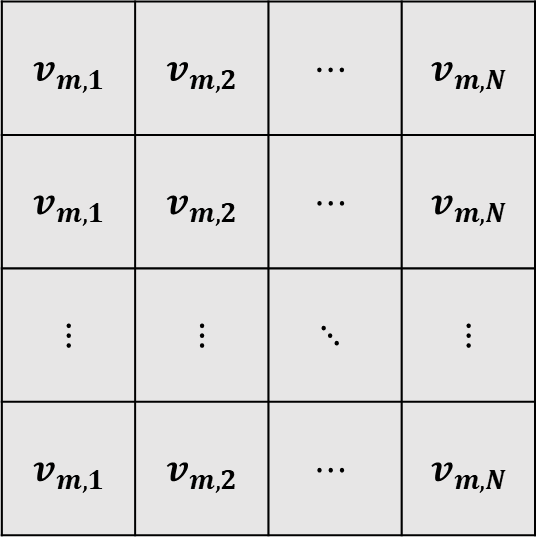 v_{m,1} v_{m,2} ⋯ v_{m,N}
v_{m,1} v_{m,2} ⋯ v_{m,N}
⋮ ⋮ ⋱ ⋮
v_{m,1} v_{m,2} ⋯ v_{m,N}